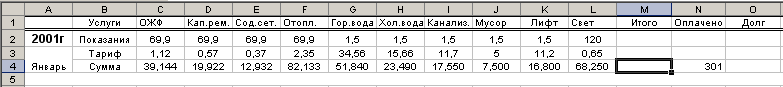 A B C D E F G H I J K L M N O
1 Услуги ОЖФ Кап.рем. Сод.сет. Отопл. Гор.вода Хол.вода Канализ. Мусор Лифт Свет Итого Оплачено Долг
2 2001г Показания 69,9 69,9 69,9 69,9 1,5 1,5 1,5 1,5 1,5 120
3 Тариф 1,12 0,57 0,37 2,35 34,56 15,66 11,7 5 11,2 0,65
4 Январь Сумма 39,144 19,922 12,932 82,133 51,840 23,490 17,550 7,500 16,800 68,250 301
5